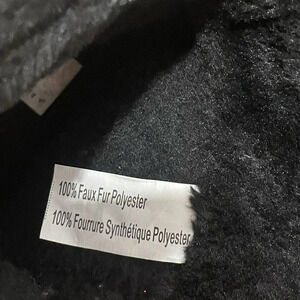 100% Faux Fur Polyester
100% Fourrure Synthétique Polyester